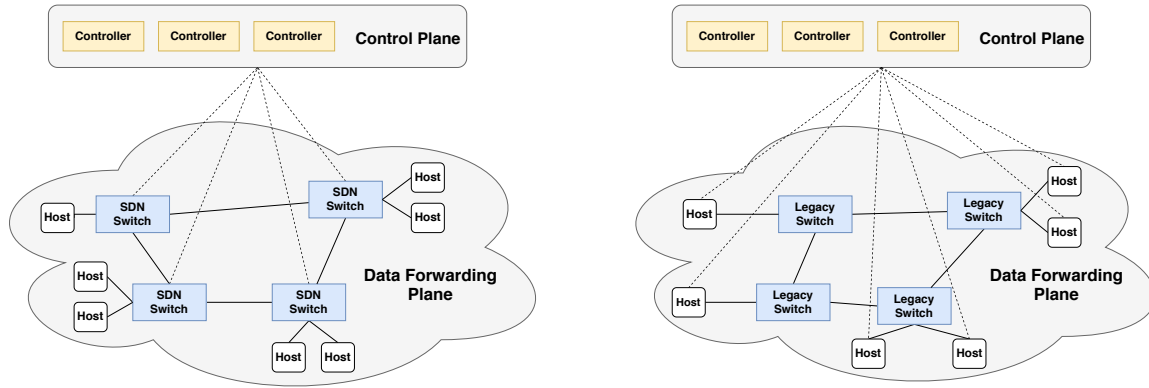 Controller
Controller
Controller
Control Plane
SDN
Switch
Host
SDN
Switch
Host
Host
Host
Host
SDN
Switch
SDN
Switch
Data Forwarding
Plane
Host
Host
Controller
Controller
Controller
Control Plane
Host
Legacy
Switch
Legacy
Switch
Host
Host
Host
Legacy
Switch
Legacy
Switch
Data Forwarding
Plane
Host
Host